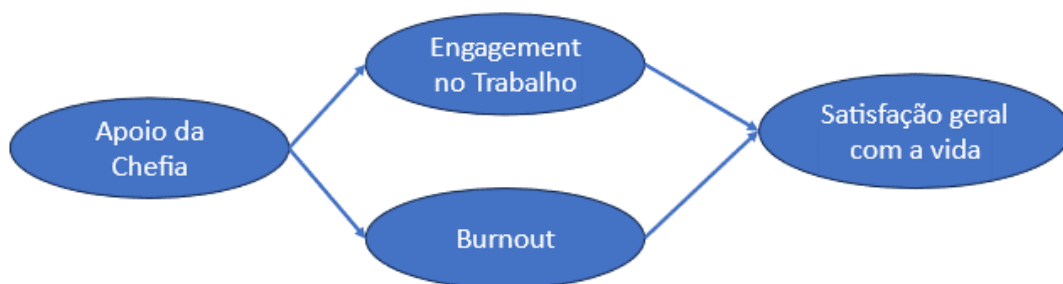 Apoio da
Chefia
Engagement
no Trabalho
Burnout
Satisfação geral
com a vida